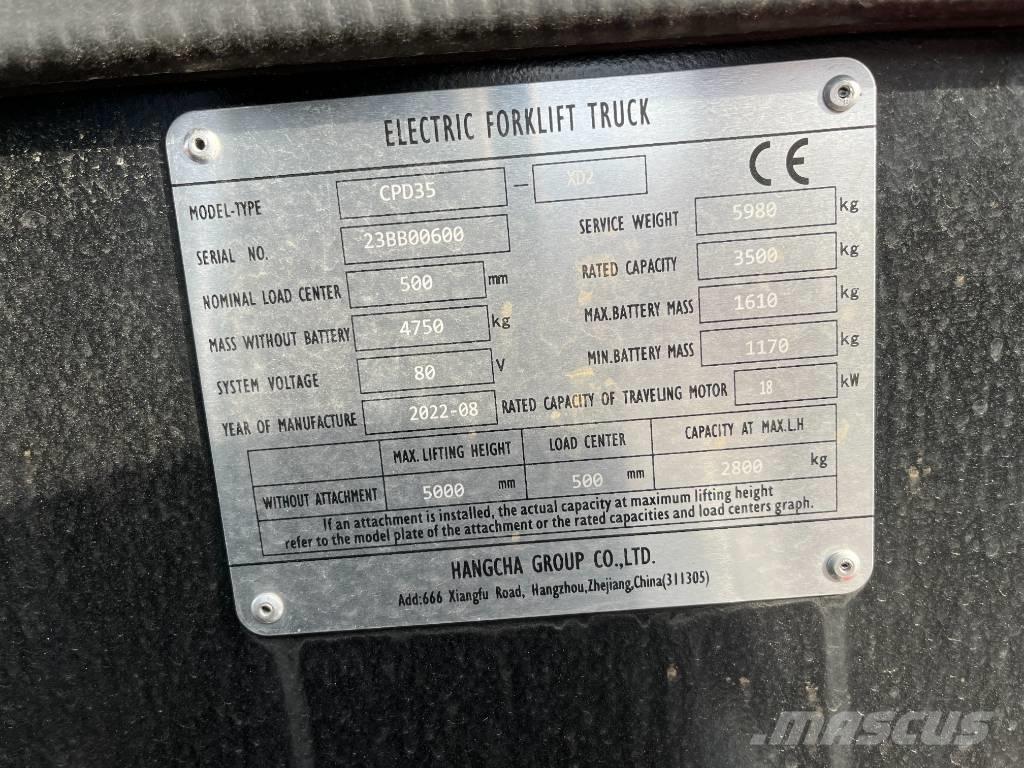 ELECTRIC FORKLIFT TRUCK
CE
MODEL-TYPE CPD35 – XD2
SERIAL NO. 23BB00600
SERVICE WEIGHT 5980 kg
NOMINAL LOAD CENTER 500 mm
RATED CAPACITY 3500 kg
MASS WITHOUT BATTERY 4750 kg
MAX.BATTERY MASS 1610 kg
SYSTEM VOLTAGE 80 V
MIN.BATTERY MASS 1170 kg
YEAR OF MANUFACTURE 2022-08
RATED CAPACITY OF TRAVELING MOTOR 18 kW
MAX. LIFTING HEIGHT LOAD CENTER CAPACITY AT MAX.L.H
WITHOUT ATTACHMENT 5000 mm 500 mm 2800 kg
If an attachment is installed, the actual capacity at maximum lifting height
refer to the model plate of the attachment or the rated capacities and load centers graph.
HANGCHA GROUP CO.,LTD.
Add:666 Xiangfu Road, Hangzhou,Zhejiang,China(311305)
MASCUS